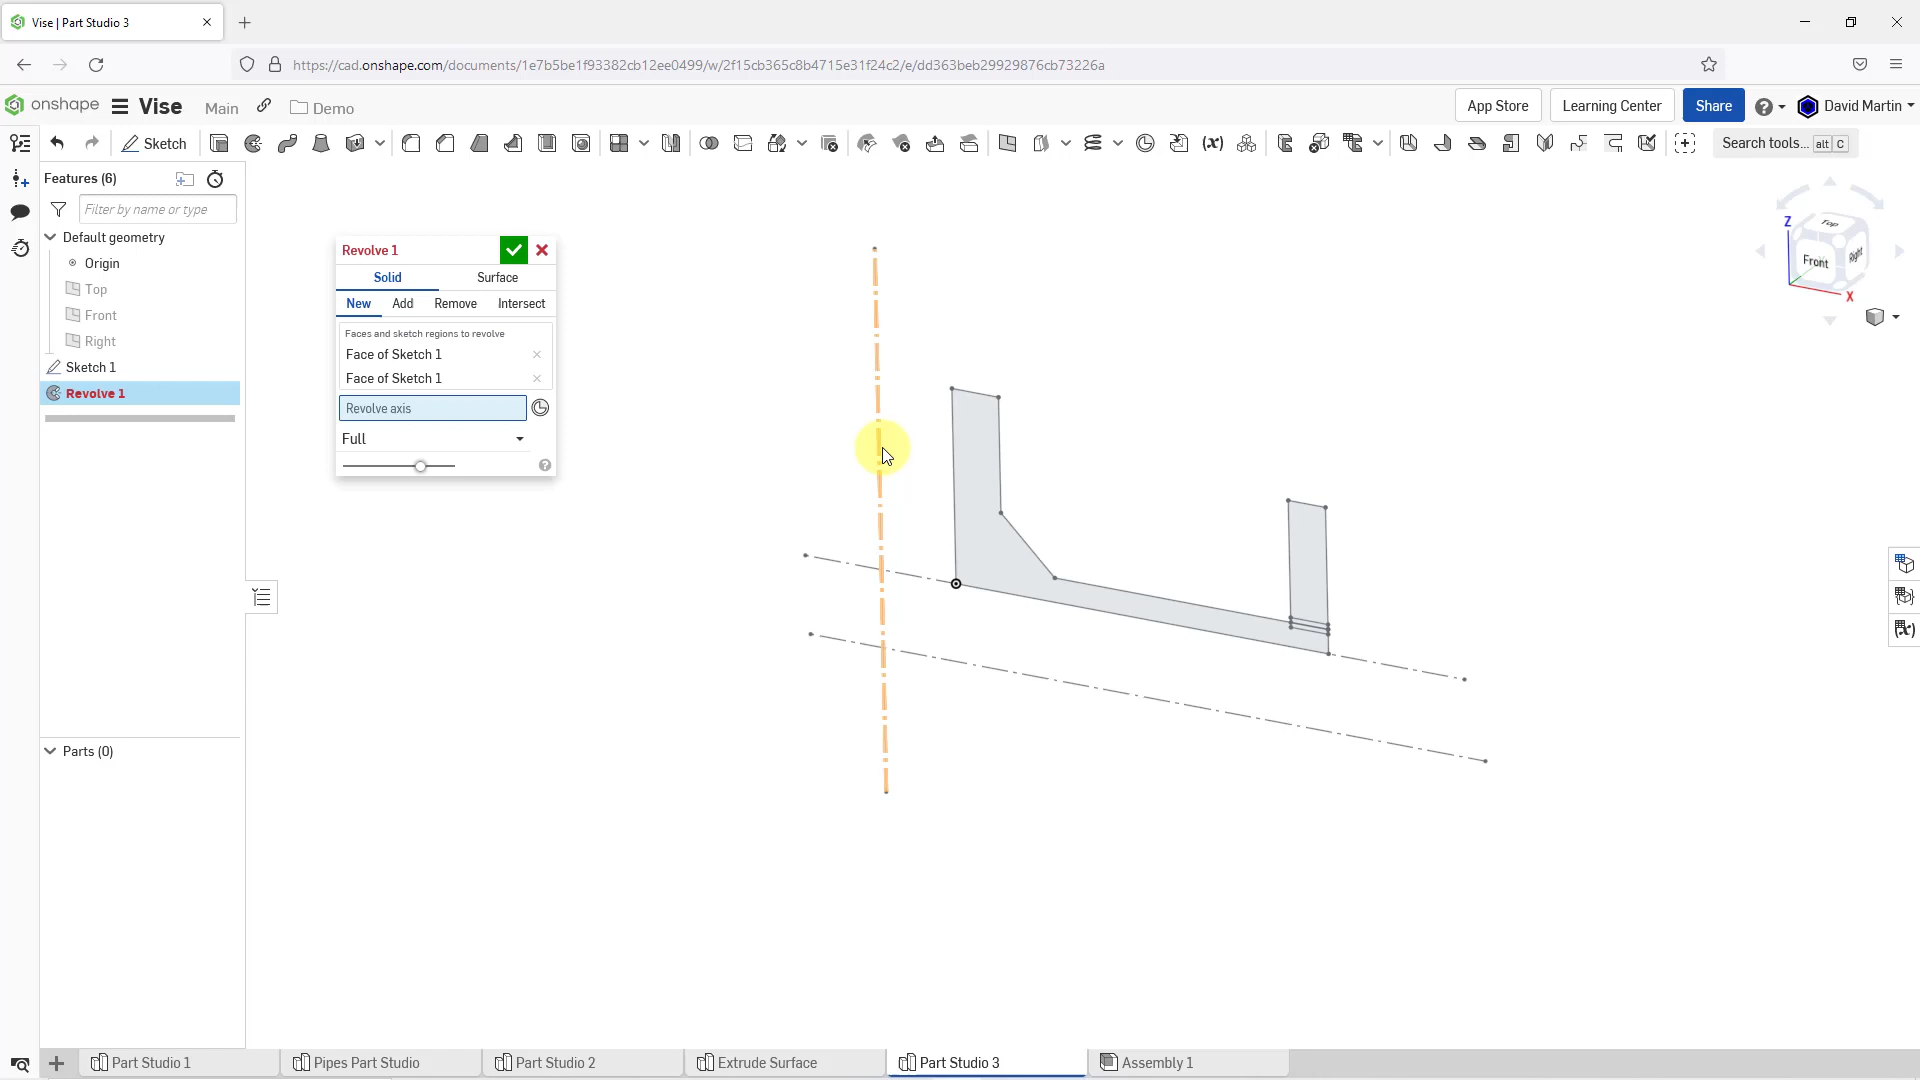 Vise | Part Studio 3
https://cad.onshape.com/documents/1e7b5be1f93382cb12ee0499/w/2f15cb365c8b4715e31f24c2/e/dd363beb29929876cb73226a
onshape Vise Main Demo App Store Learning Center Share David Martin
Sketch Search tools... alt C
Features (6)
Filter by name or type
Default geometry
Origin
Top
Front
Right
Sketch 1
Revolve 1
Parts (0)
Revolve 1
Solid Surface
New Add Remove Intersect
Faces and sketch regions to revolve
Face of Sketch 1
Face of Sketch 1
Revolve axis
Full
Z
Top
Front
Right
X
Part Studio 1 Pipes Part Studio Part Studio 2 Extrude Surface Part Studio 3 Assembly 1